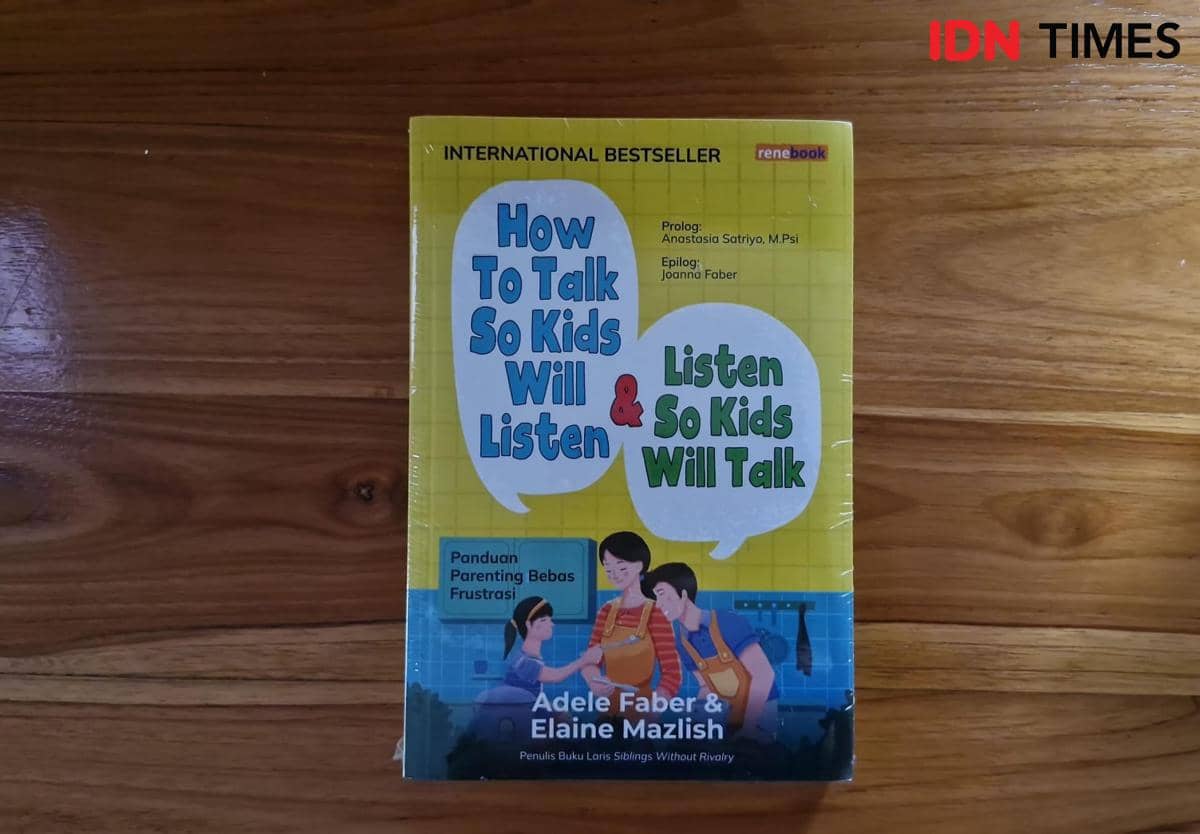 IDN TIMES
INTERNATIONAL BESTSELLER
renebook
How
To Talk
So Kids
Will
Listen
&
Listen
So Kids
Will Talk
Prolog:
Anastasia Satriyo, M.Psi
Epilog:
Joanna Faber
Panduan
Parenting Bebas
Frustrasi
Adele Faber &
Elaine Mazlish
Penulis Buku Laris Siblings Without Rivalry